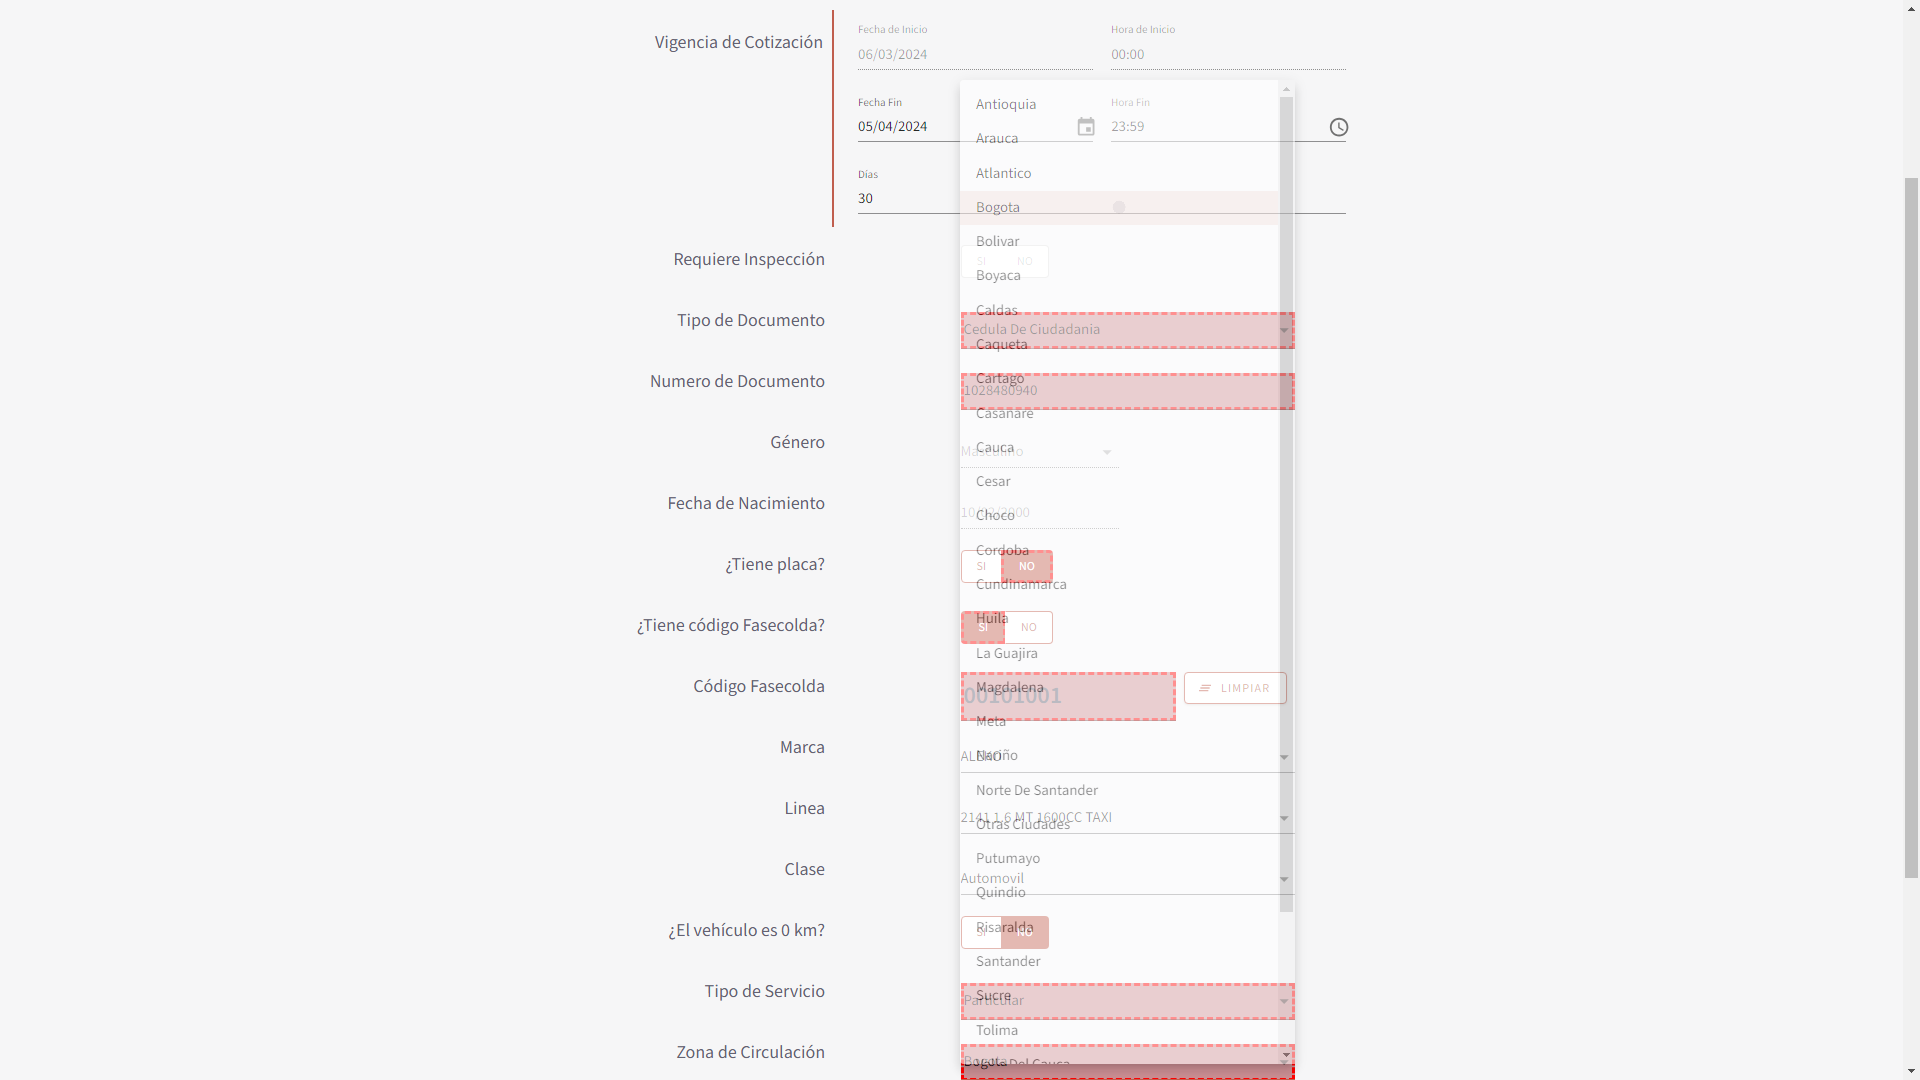 Vigencia de Cotización
Fecha de Inicio
06/03/2024
Hora de Inicio
00:00
Fecha Fin
05/04/2024
Hora Fin
23:59
Dias
30
Antioquia
Arauca
Atlantico
Bogota
Bolivar
Boyaca
Caldas
Caqueta
Cartago
Casanare
Cauca
Cesar
Choco
Cordoba
Cundinamarca
Huila
La Guajira
Magdalena
Meta
Nariño
Norte De Santander
Otras Ciudades
Putumayo
Quindio
Risaralda
Santander
Sucre
Tolima
Del Cauca
Requiere Inspección
SI NO
Tipo de Documento
Cedula De Ciudadania
Numero de Documento
1028480940
Género
Masculino
Fecha de Nacimiento
¿Tiene placa?
SI NO
¿Tiene código Fasecolda?
SI NO
Código Fasecolda
00101001
LIMPIAR
Marca
Linea
2141 1.6 MT 1600CC TAXI
Clase
Automovil
¿El vehículo es 0 km?
SI NO
Tipo de Servicio
Particular
Zona de Circulación
Bogota